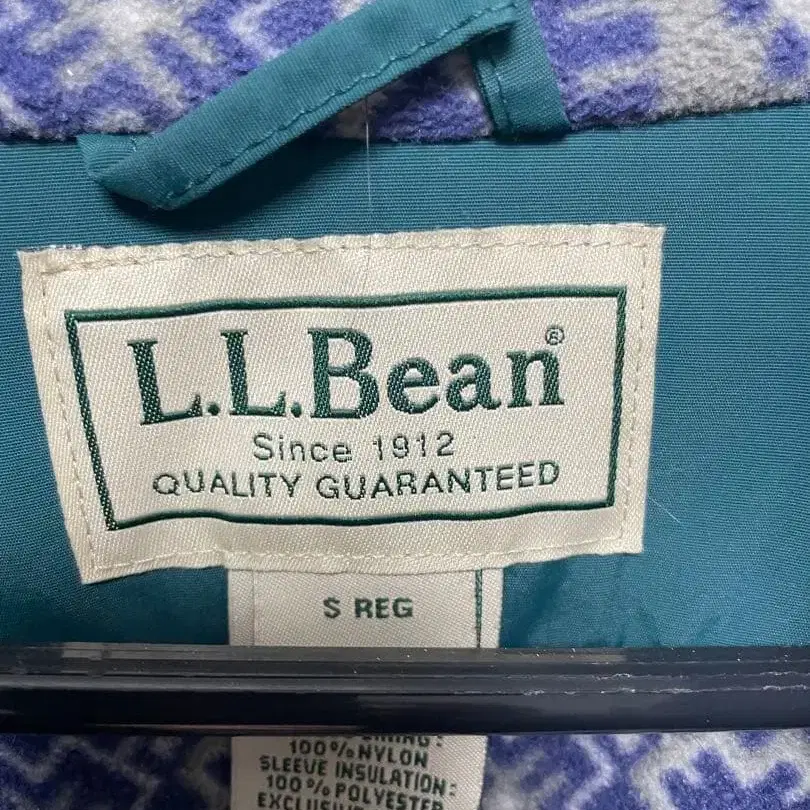 L.L.Bean®
Since 1912
QUALITY GUARANTEED
S REG
100% NYLON
SLEEVE INSULATION:
100% POLYESTER